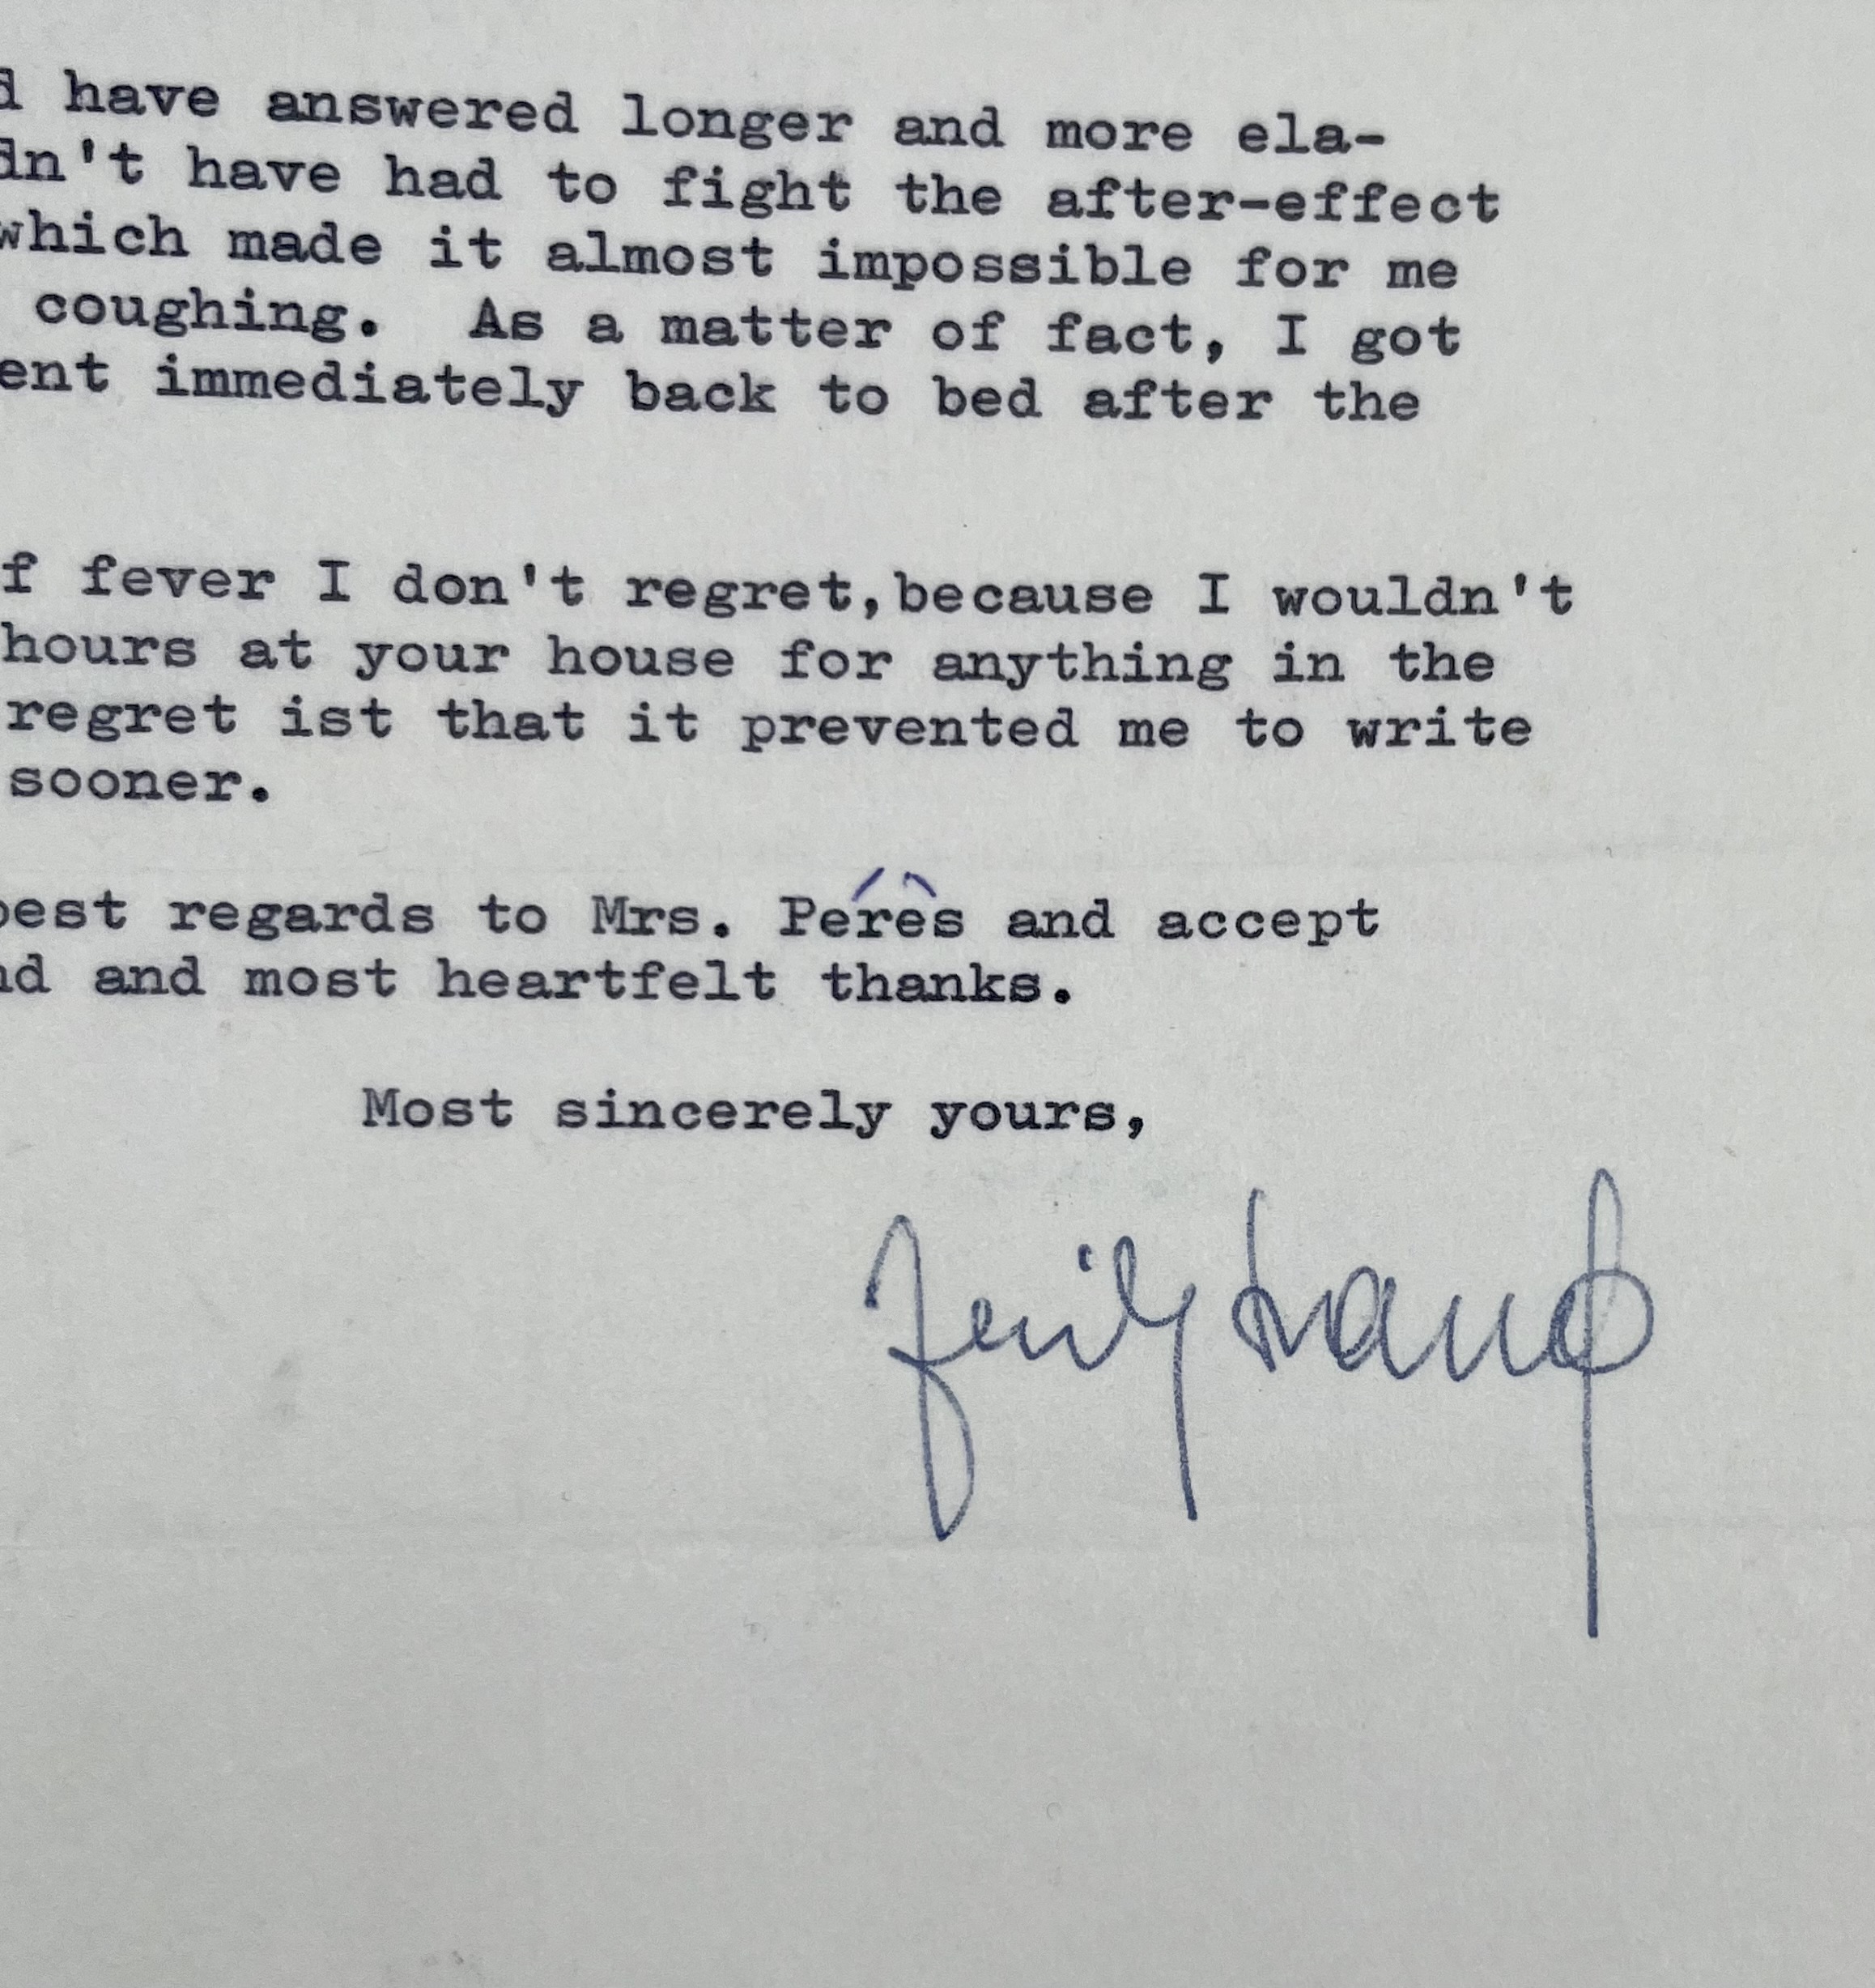 d have answered longer and more ela-
dn't have had to fight the after-effect
which made it almost impossible for me
coughing. As a matter of fact, I got
ent immediately back to bed after the
f fever I don't regret,because I wouldn't
hours at your house for anything in the
regret ist that it prevented me to write
sooner.
best regards to Mrs. Pérès and accept
nd and most heartfelt thanks.
Most sincerely yours,
Fritz Lang